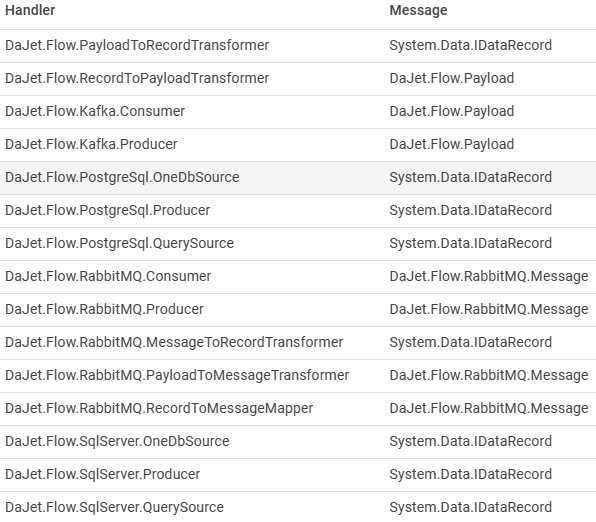 Handler Message
DaJet.Flow.PayloadToRecordTransformer System.Data.IDataRecord
DaJet.Flow.RecordToPayloadTransformer DaJet.Flow.Payload
DaJet.Flow.Kafka.Consumer DaJet.Flow.Payload
DaJet.Flow.Kafka.Producer DaJet.Flow.Payload
DaJet.Flow.PostgreSql.OneDbSource System.Data.IDataRecord
DaJet.Flow.PostgreSql.Producer System.Data.IDataRecord
DaJet.Flow.PostgreSql.QuerySource System.Data.IDataRecord
DaJet.Flow.RabbitMQ.Consumer DaJet.Flow.RabbitMQ.Message
DaJet.Flow.RabbitMQ.Producer DaJet.Flow.RabbitMQ.Message
DaJet.Flow.RabbitMQ.MessageToRecordTransformer System.Data.IDataRecord
DaJet.Flow.RabbitMQ.PayloadToMessageTransformer DaJet.Flow.RabbitMQ.Message
DaJet.Flow.RabbitMQ.RecordToMessageMapper DaJet.Flow.RabbitMQ.Message
DaJet.Flow.SqlServer.OneDbSource System.Data.IDataRecord
DaJet.Flow.SqlServer.Producer System.Data.IDataRecord
DaJet.Flow.SqlServer.QuerySource System.Data.IDataRecord